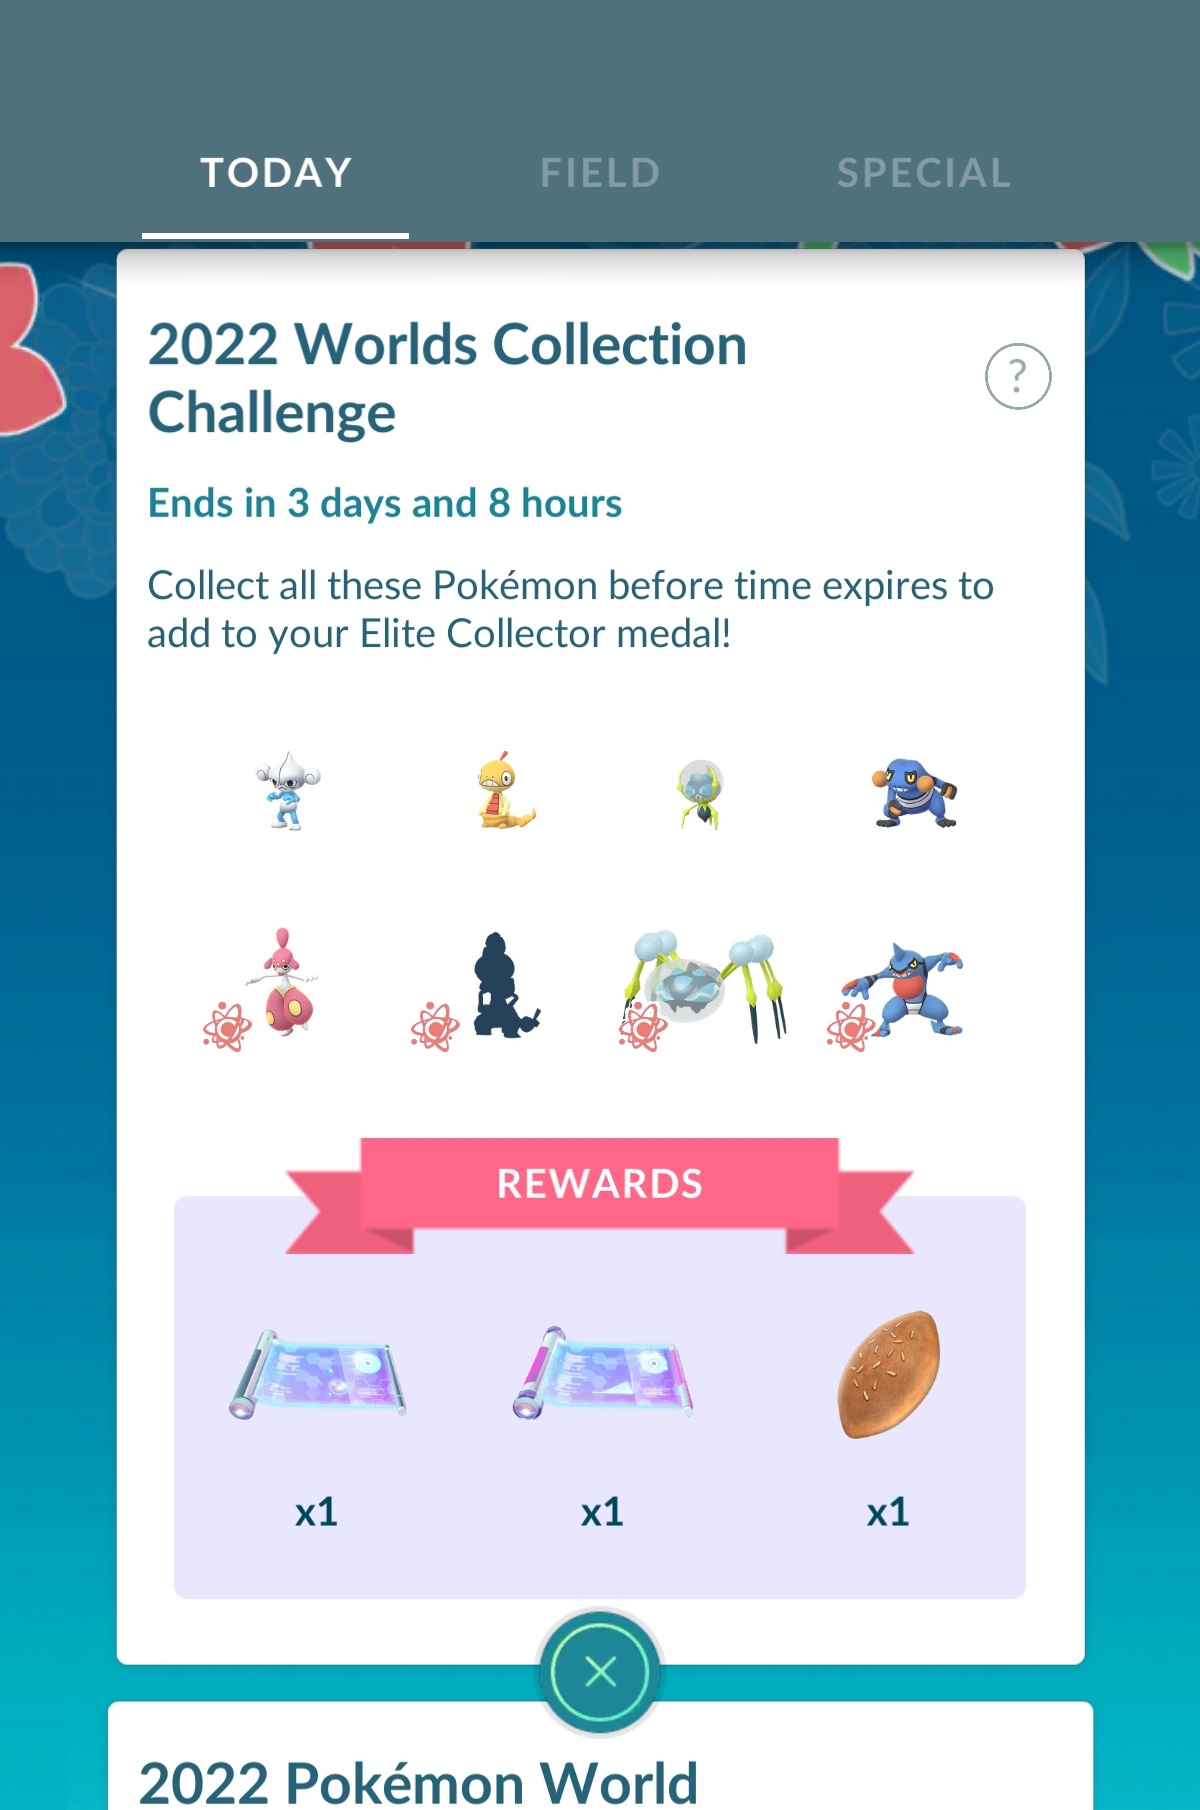 TODAY
FIELD
SPECIAL
2022 Worlds Collection
Challenge
?
Ends in 3 days and 8 hours
Collect all these Pokémon before time expires to
add to your Elite Collector medal!
REWARDS
x1
x1
x1
2022 Pokémon World